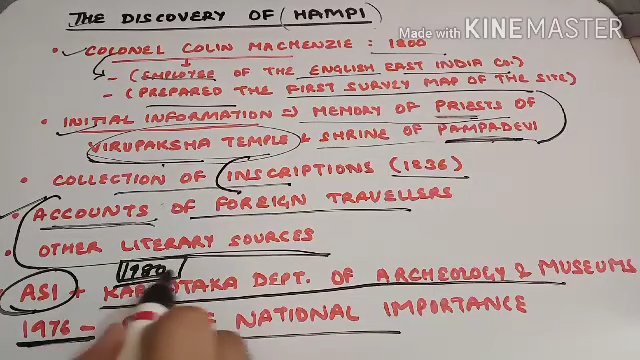 THE DISCOVERY OF (HAMPI)
Made with KINEMASTER
COLONEL COLIN MACKENZIE : 1800
- (EMPLOYEE OF THE ENGLISH EAST INDIA CO.)
- (PREPARED THE FIRST SURVEY MAP OF THE SITE)
• INITIAL INFORMATION ⇒ MEMORY OF PRIESTS OF
VIRUPAKSHA TEMPLE & SHRINE OF PAMPADEVI
• COLLECTION OF INSCRIPTIONS (1836)
• ACCOUNTS OF FOREIGN TRAVELLERS
• OTHER LITERARY SOURCES
1980
ASI + DEPT. OF ARCHEOLOGY & MUSEUMS
1976 - NATIONAL IMPORTANCE